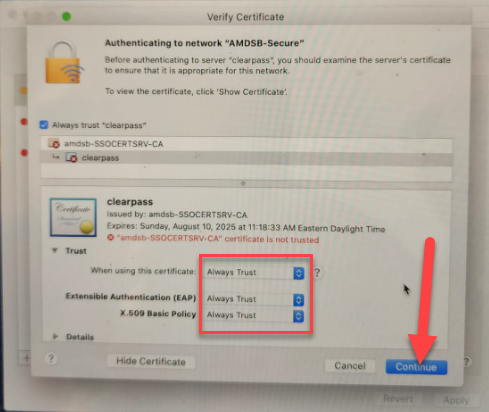 Verify Certificate
Authenticating to network “AMDSB-Secure”
Before authenticating to server “clearpass”, you should examine the server's certificate
to ensure that it is appropriate for this network.
To view the certificate, click ‘Show Certificate’.
Always trust “clearpass”
amdsb-SSOCERTSRV-CA
clearpass
Certificate
clearpass
Issued by: amdsb-SSOCERTSRV-CA
Expires: Sunday, August 10, 2025 at 11:18:33 AM Eastern Daylight Time
“amdsb-SSOCERTSRV-CA” certificate is not trusted
Trust
When using this certificate: Always Trust ?
Extensible Authentication (EAP) Always Trust
X.509 Basic Policy Always Trust
Details
? Hide Certificate Cancel Continue ?
Revert Apply